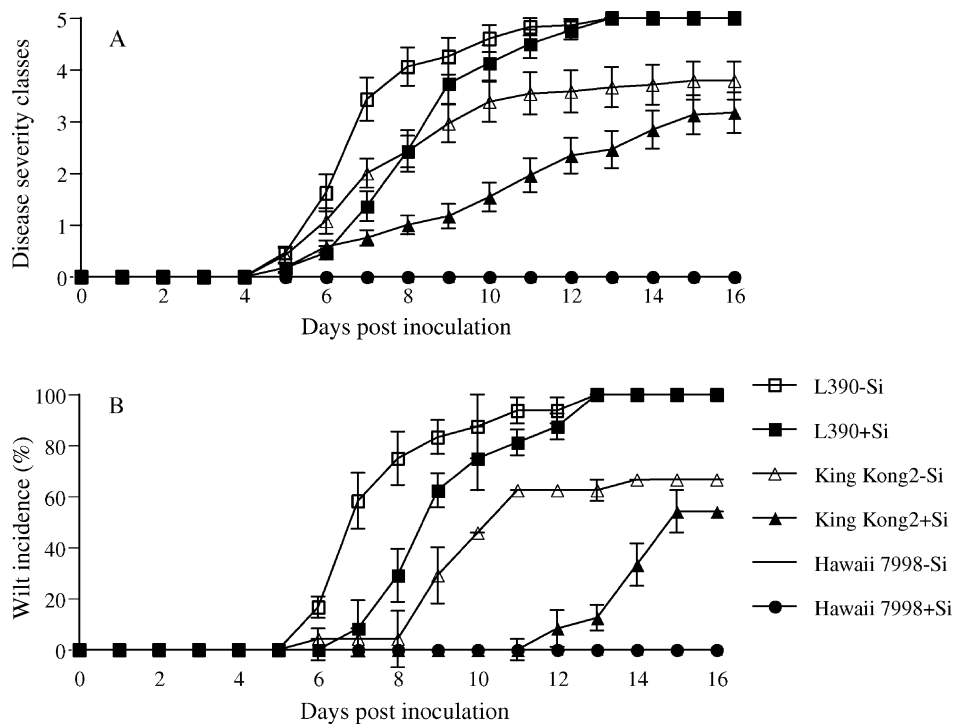 A
Disease severity classes
5
4
3
2
1
0
0 2 4 6 8 10 12 14 16
Days post inoculation
B
Wilt incidence (%)
100
80
60
40
20
0
0 2 4 6 8 10 12 14 16
Days post inoculation
L390-Si
L390+Si
King Kong2-Si
King Kong2+Si
Hawaii 7998-Si
Hawaii 7998+Si